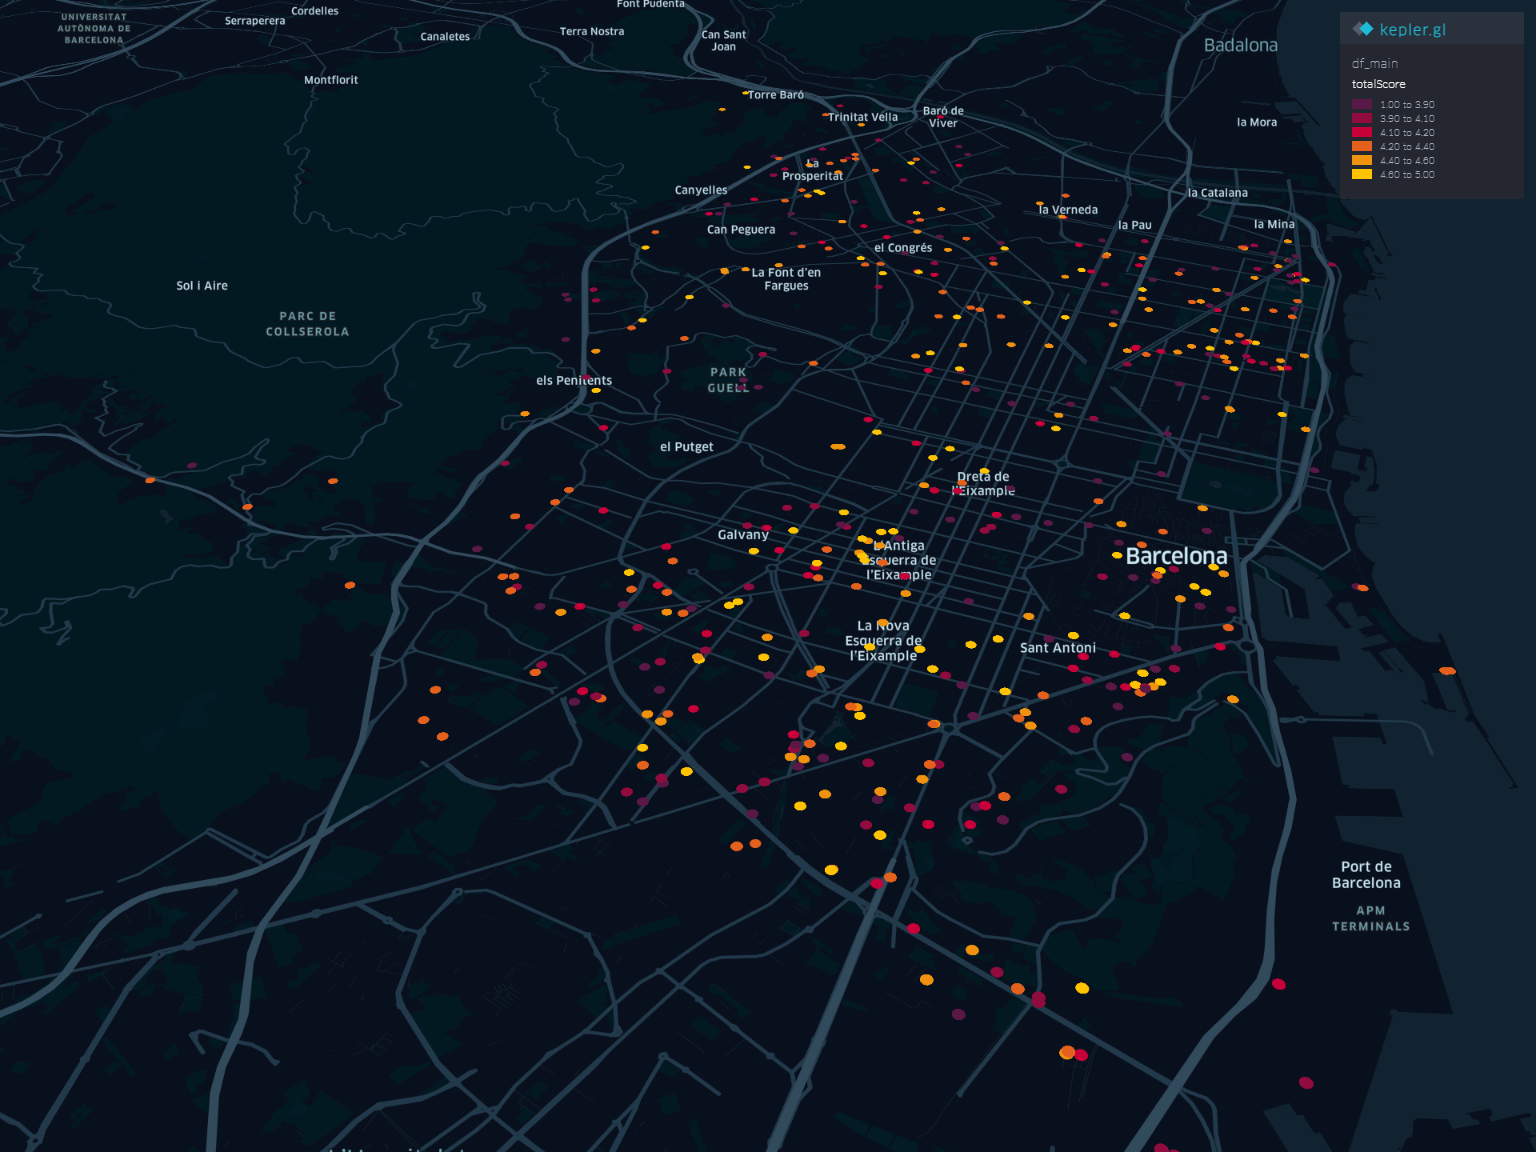 UNIVERSITAT
AUTÒNOMA DE
BARCELONA
Cordelles
Serraperera
Canaletes
Font Pudenta
Terra Nostra
Can Sant
Joan
Badalona
Montflorit
Torre Baró
Trinitat Vella
Baró de
Viver
la Mora
La
Prosperitat
Canyelles
la Catalana
la Verneda
la Pau
la Mina
Can Peguera
el Congrés
La Font d'en
Fargues
Sol i Aire
PARC DE
COLLSEROLA
els Penitents
PARK
GUELL
el Putget
Dreta de
l'Eixample
Galvany
L'Antiga
Esquerra de
l'Eixample
Barcelona
La Nova
Esquerra de
l'Eixample
Sant Antoni
Port de
Barcelona
APM
TERMINALS
kepler.gl
df_main
totalScore
1.00 to 3.90
3.90 to 4.10
4.10 to 4.20
4.20 to 4.40
4.40 to 4.60
4.60 to 5.00